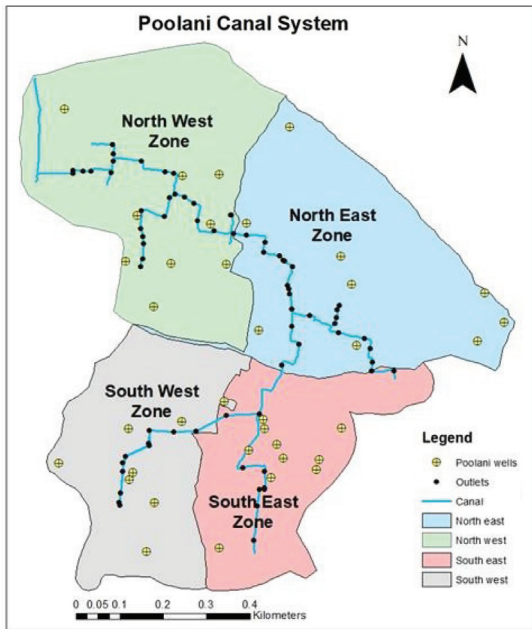 Poolani Canal System
N
North West
Zone
North East
Zone
South West
Zone
South East
Zone
Legend
Poolani wells
Outlets
Canal
North east
North west
South east
South west
0 0.05 0.1 0.2 0.3 0.4
Kilometers